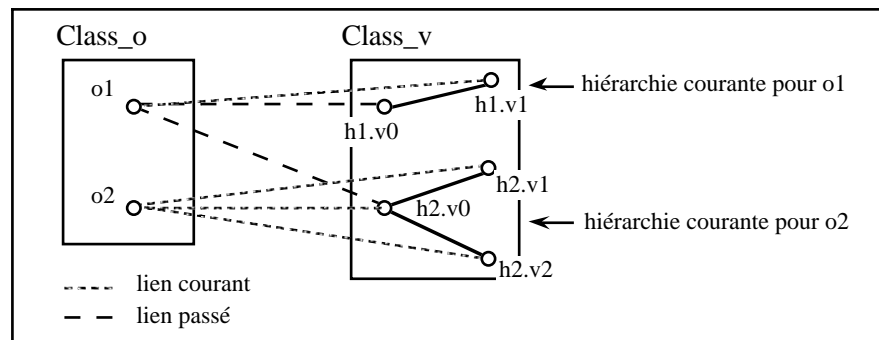 Class_o
Class_v
o1
h1.v0
h1.v1
hiérarchie courante pour o1
o2
h2.v1
h2.v0
hiérarchie courante pour o2
h2.v2
lien courant
lien passé